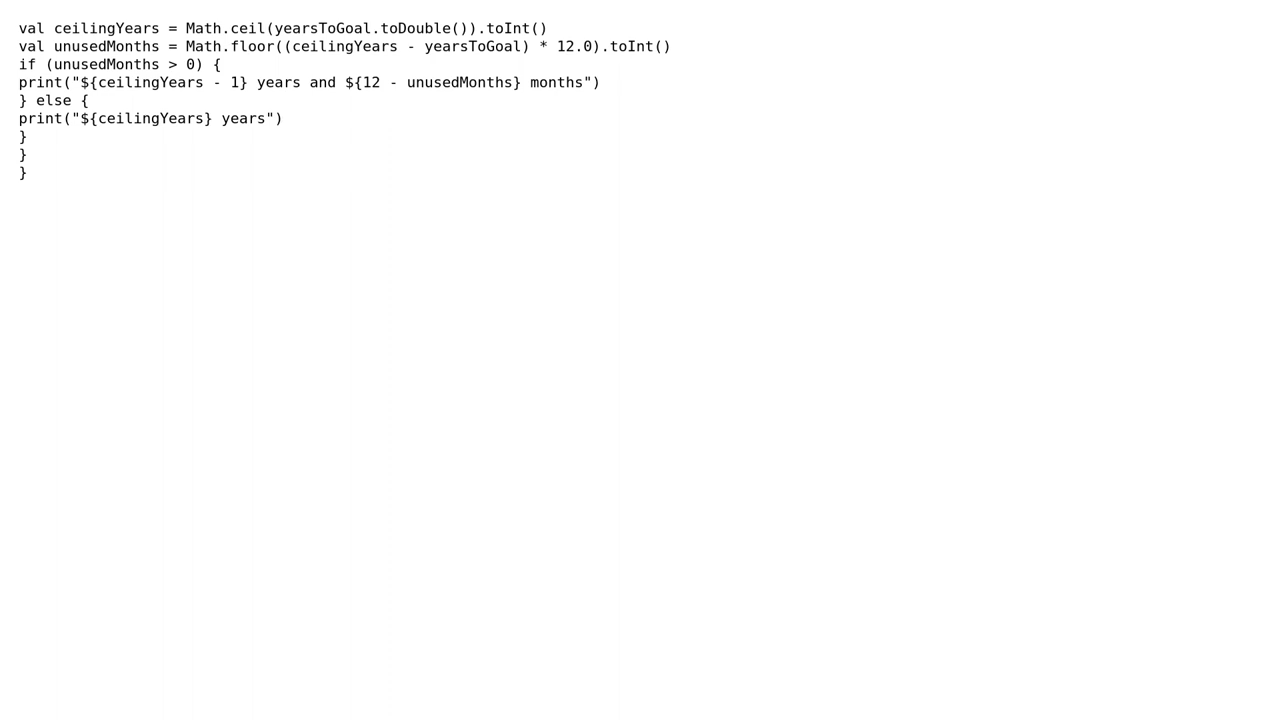 val ceilingYears = Math.ceil(yearsToGoal.toDouble()).toInt()
val unusedMonths = Math.floor((ceilingYears - yearsToGoal) * 12.0).toInt()
if (unusedMonths > 0) {
print("${ceilingYears - 1} years and ${12 - unusedMonths} months")
} else {
print("${ceilingYears} years")
}
}
}